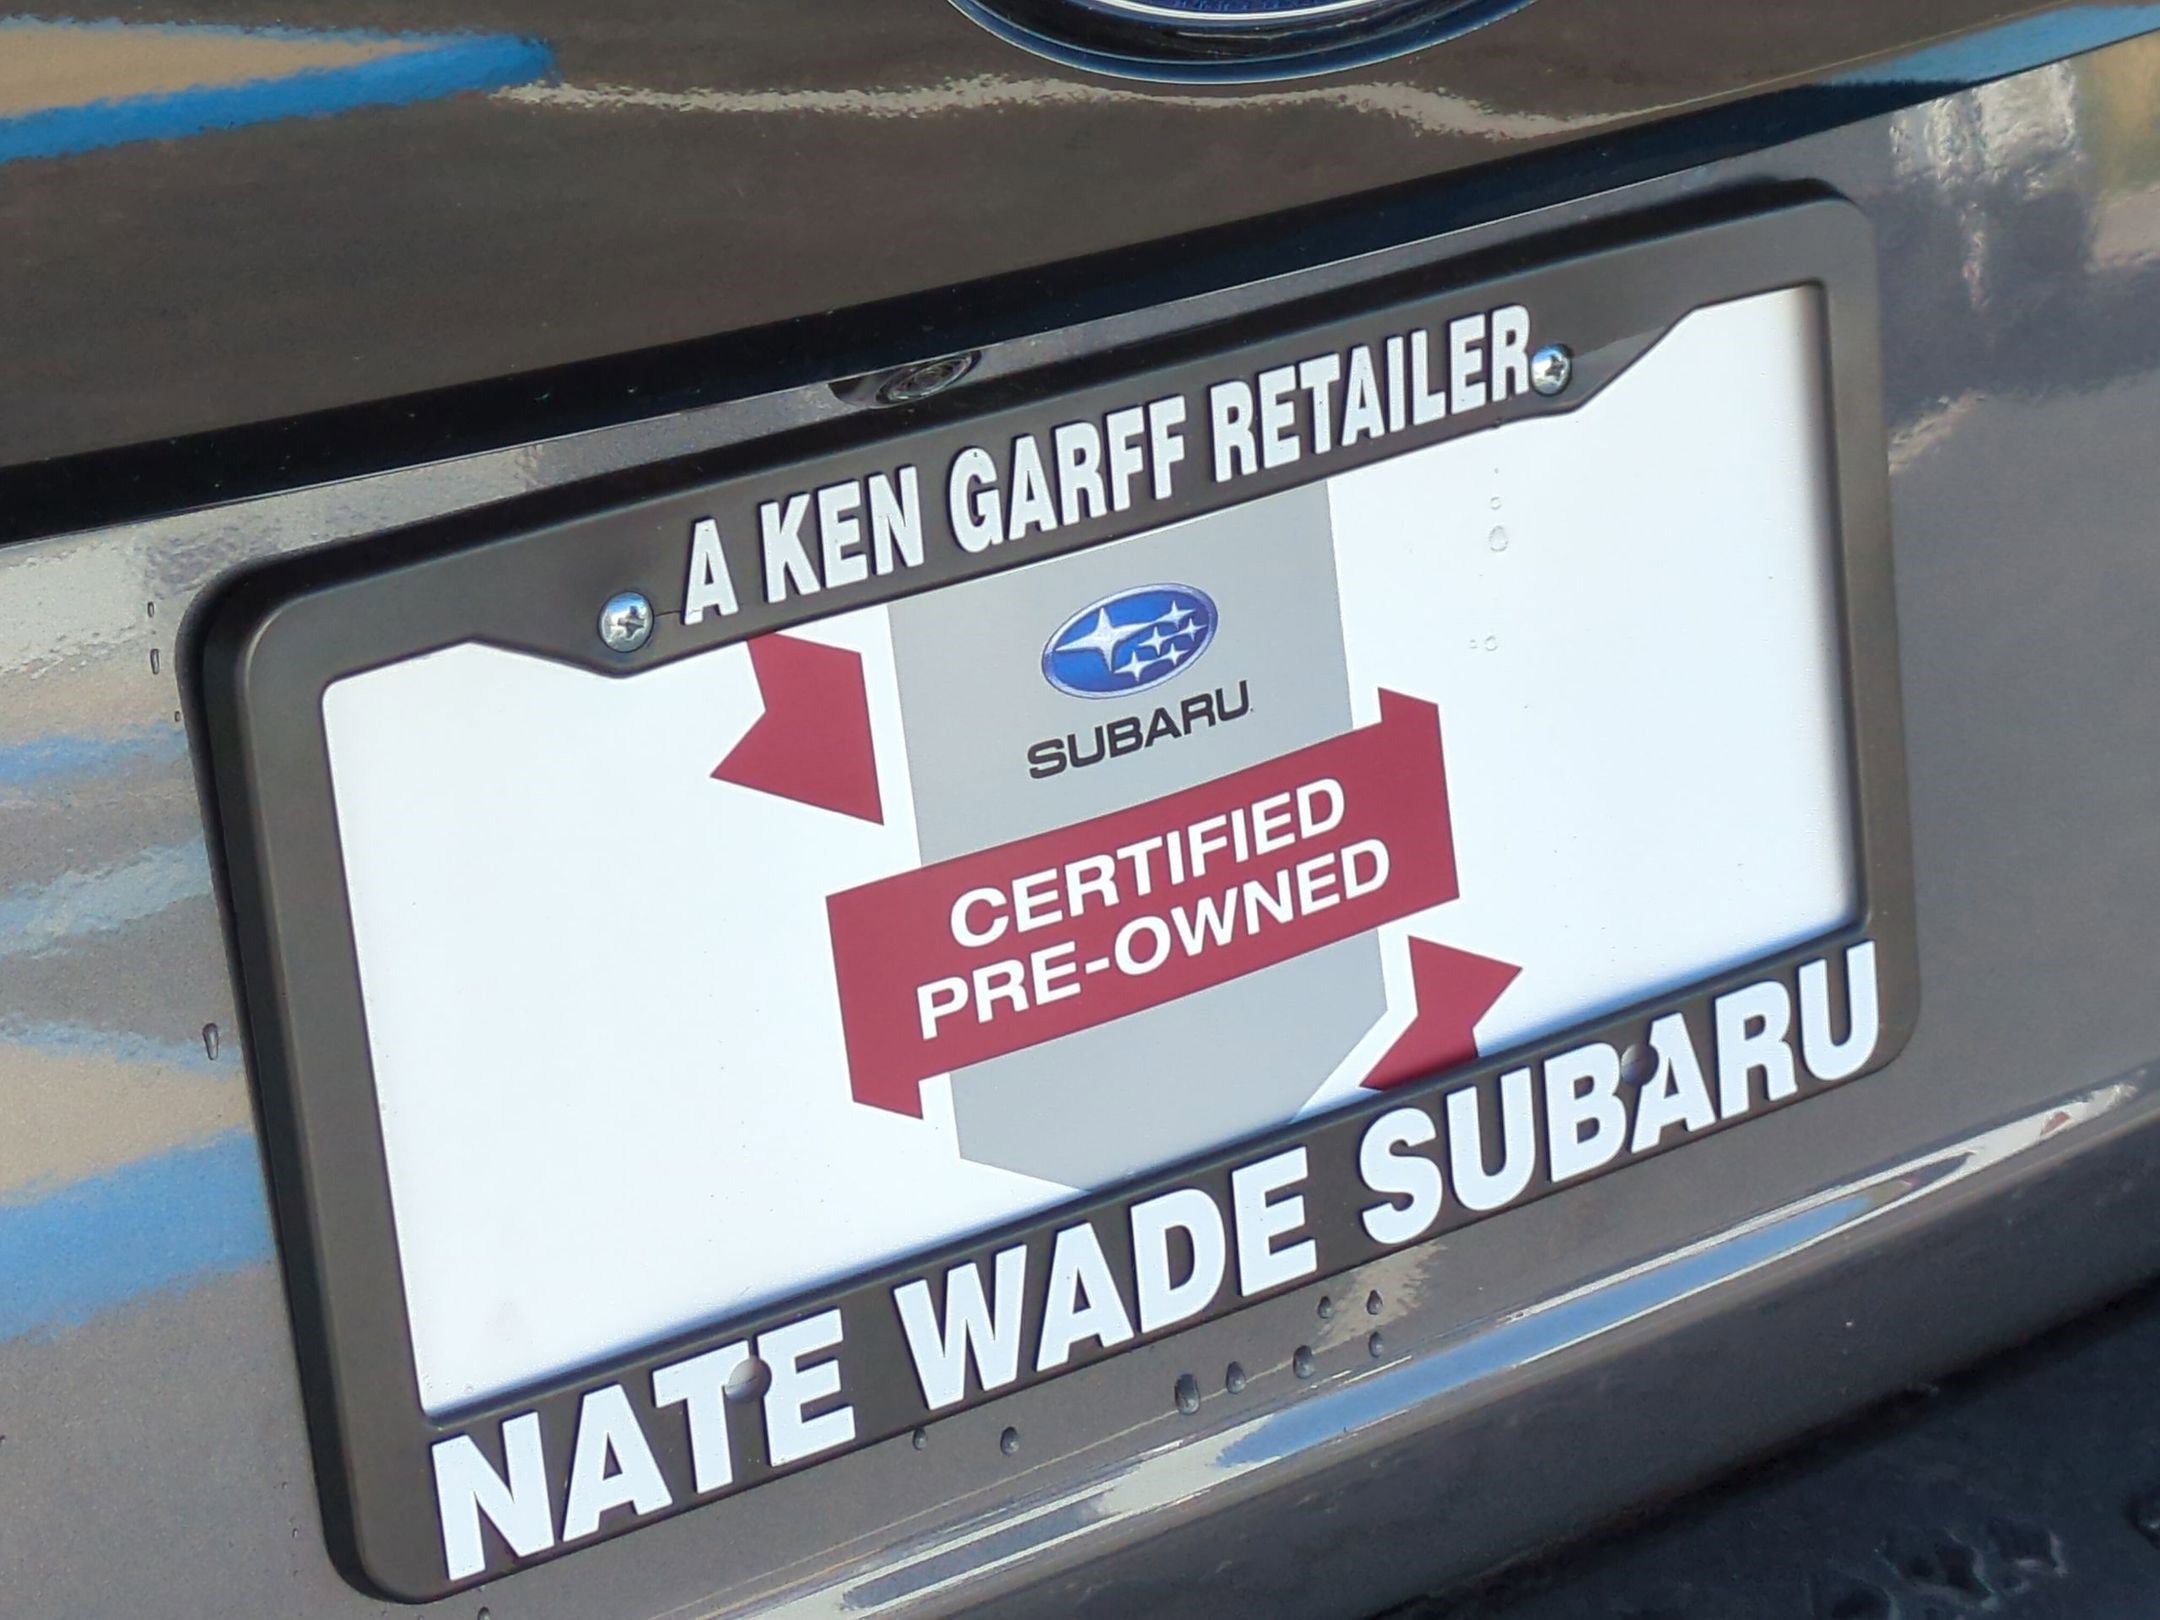 A KEN GARFF RETAILER
SUBARU
CERTIFIED
PRE-OWNED
NATE WADE SUBARU